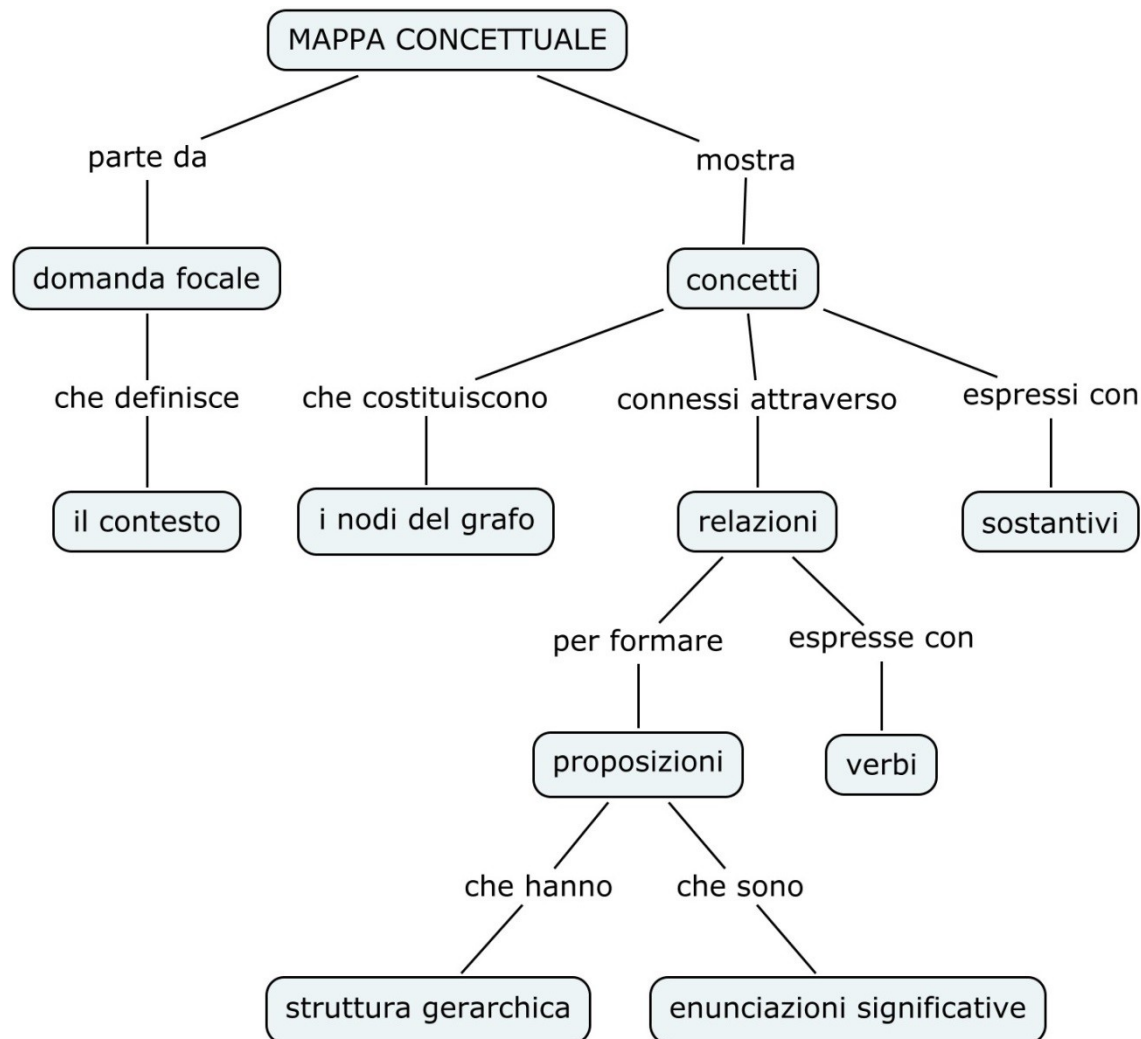 MAPPA CONCETTUALE
parte da
mostra
domanda focale
concetti
che definisce
che costituiscono
connessi attraverso
espressi con
il contesto
i nodi del grafo
relazioni
sostantivi
per formare
espresse con
proposizioni
verbi
che hanno
che sono
struttura gerarchica
enunciazioni significative